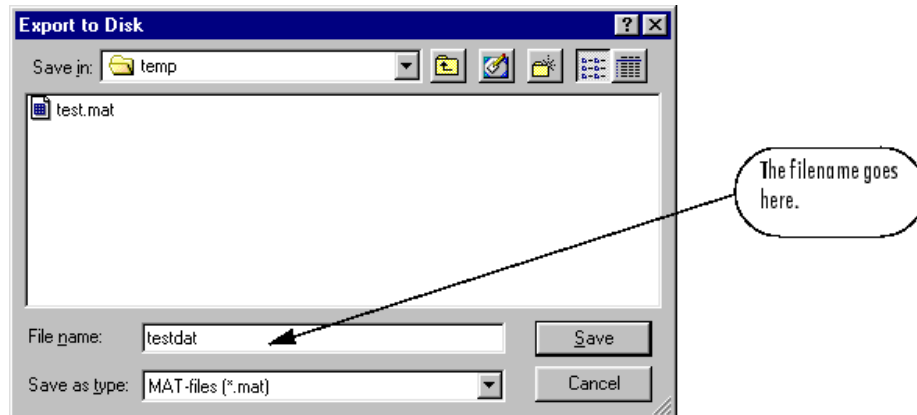 Export to Disk
Save in: temp
test.mat
The filename goes
here.
File name: testdat Save
Save as type: MAT-files (*.mat) Cancel